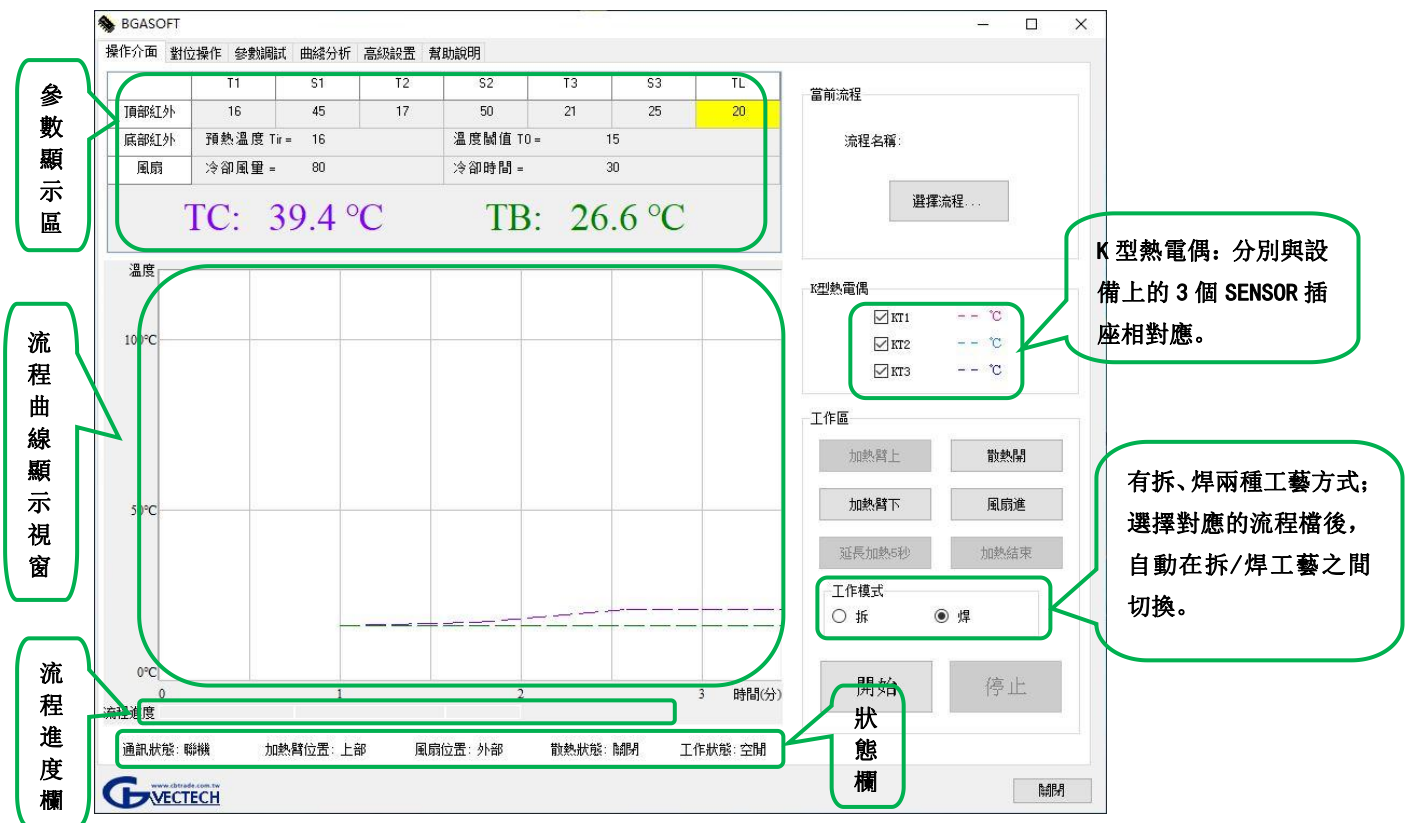 BGASOFT
操作介面 對位操作 參數調試 曲綫分析 高級設置 幫助說明
T1 S1 T2 S2 T3 S3 TL
頂部紅外 16 45 17 50 21 25 20
底部紅外 預熱溫度 Tir = 16 溫度閾值 T0 = 15
風扇 冷卻風量 = 80 冷卻時間 = 30
TC: 39.4 ℃ TB: 26.6 ℃
參數顯示區
溫度
100℃
50℃
0℃
0 1 2 3 時間(分)
流程曲線顯示視窗
流程進度
流程進度欄
通訊狀態: 聯機 加熱臂位置: 上部 風扇位置: 外部 散熱狀態: 關閉 工作狀態: 空閒
狀態欄
www.cbtrade.com.tw
GVECTECH
當前流程
流程名稱:
選擇流程...
K型熱電偶
KT1 -- ℃
KT2 -- ℃
KT3 -- ℃
K 型熱電偶: 分別與設
備上的 3 個 SENSOR 插
座相對應。
工作區
加熱臂上 散熱開
加熱臂下 風扇進
延長加熱5秒 加熱結束
工作模式
拆 焊
有拆、焊兩種工藝方式;
選擇對應的流程檔後,
自動在拆/焊工藝之間
切換。
開始 停止
關閉